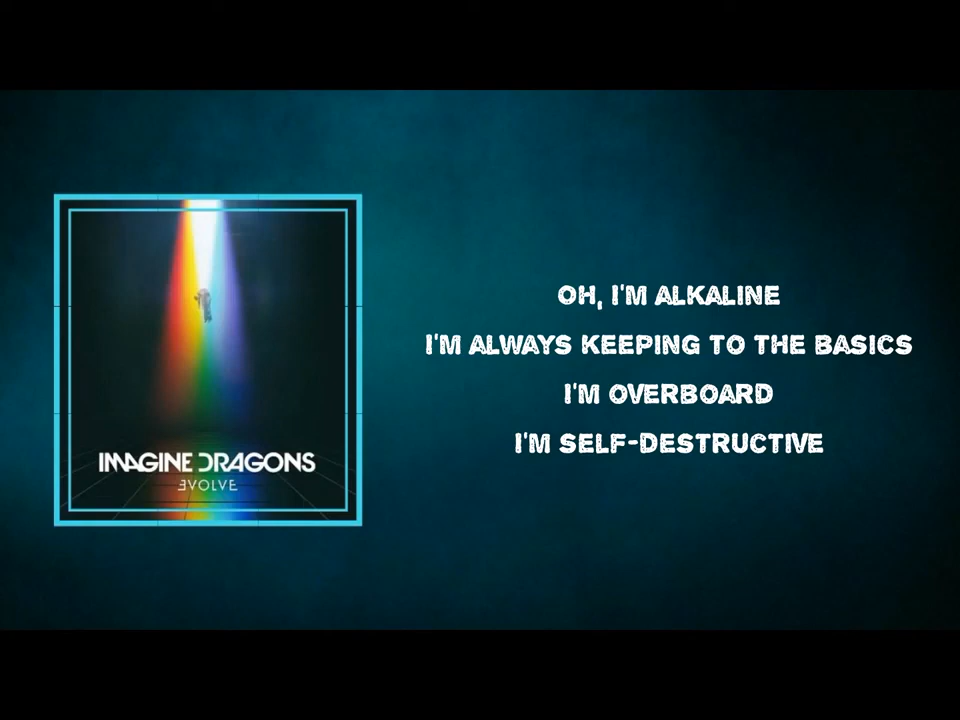 IMAGINE DRAGONS
EVOLVE
OH, I'M ALKALINE
I'M ALWAYS KEEPING TO THE BASICS
I'M OVERBOARD
I'M SELF-DESTRUCTIVE